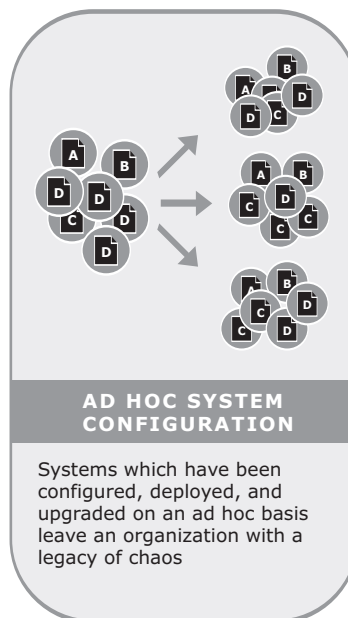 A
B
D
D
C
D
D
B
A
D
D
C
A
B
C
D
C
C
A
B
D
C
C
D
AD HOC SYSTEM
CONFIGURATION
Systems which have been
configured, deployed, and
upgraded on an ad hoc basis
leave an organization with a
legacy of chaos